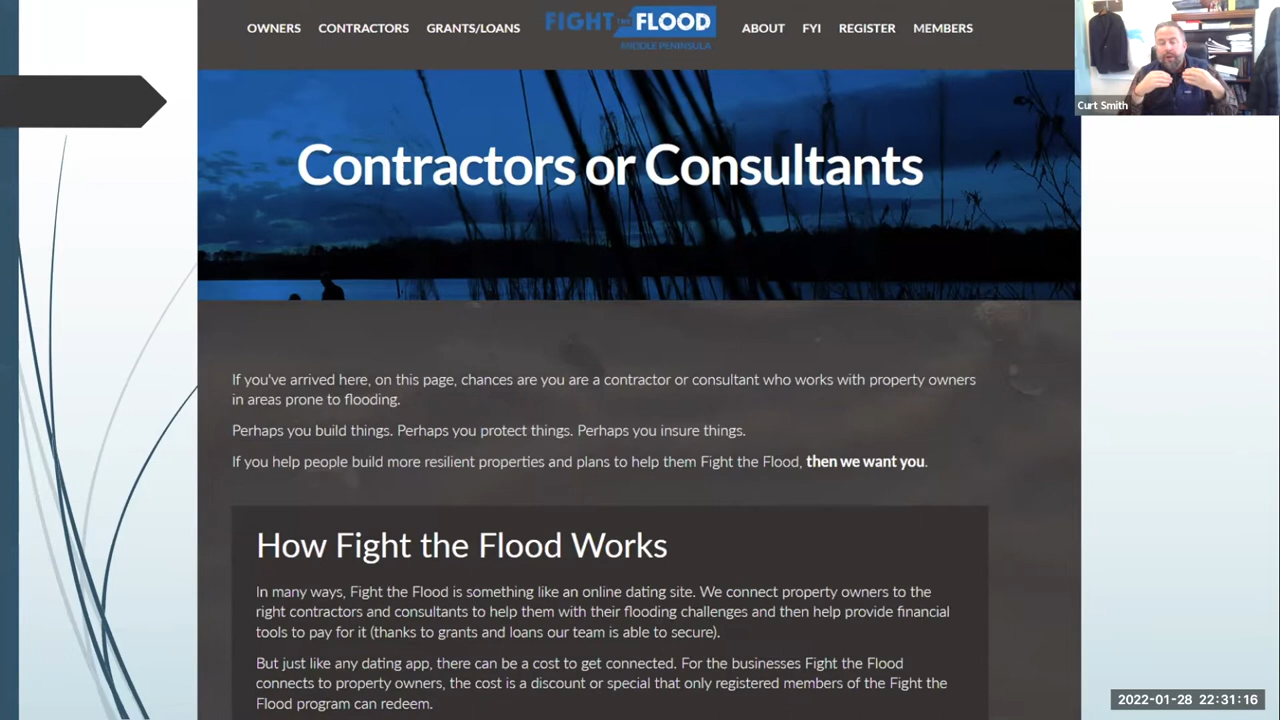 OWNERS CONTRACTORS GRANTS/LOANS FIGHT THE FLOOD ABOUT FYI REGISTER MEMBERS
MIDDLE PENINSULA
Curt Smith
Contractors or Consultants
If you've arrived here, on this page, chances are you are a contractor or consultant who works with property owners
in areas prone to flooding.
Perhaps you build things. Perhaps you protect things. Perhaps you insure things.
If you help people build more resilient properties and plans to help them Fight the Flood, then we want you.
How Fight the Flood Works
In many ways, Fight the Flood is something like an online dating site. We connect property owners to the
right contractors and consultants to help them with their flooding challenges and then help provide financial
tools to pay for it (thanks to grants and loans our team is able to secure).
But just like any dating app, there can be a cost to get connected. For the businesses Fight the Flood
connects to property owners, the cost is a discount or special that only registered members of the Fight the
Flood program can redeem.
2022-01-28 22:31:16